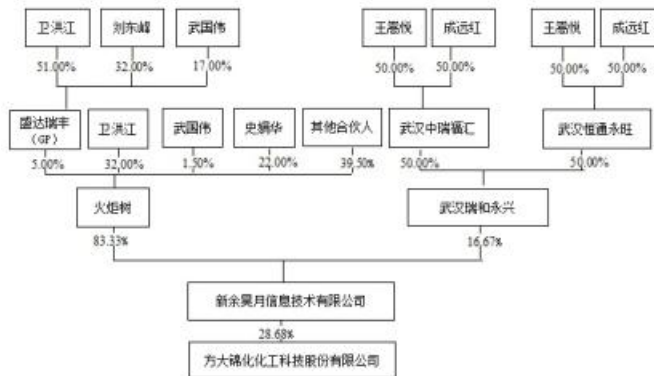 卫洪江 刘东峰 武国伟 王愚悦 成远红 王愚悦 成远红
51.00% 32.00% 17.00% 50.00% 50.00% 50.00% 50.00%
盛达瑞丰
(GP)
卫洪江 武国伟 史娴华 其他合伙人 武汉中瑞福汇 武汉恒通永旺
5.00% 32.00% 1.50% 22.00% 39.50% 50.00% 50.00%
火炬树 武汉瑞和永兴
83.33% 16.67%
新余昊月信息技术有限公司
28.68%
方大锦化化工科技股份有限公司